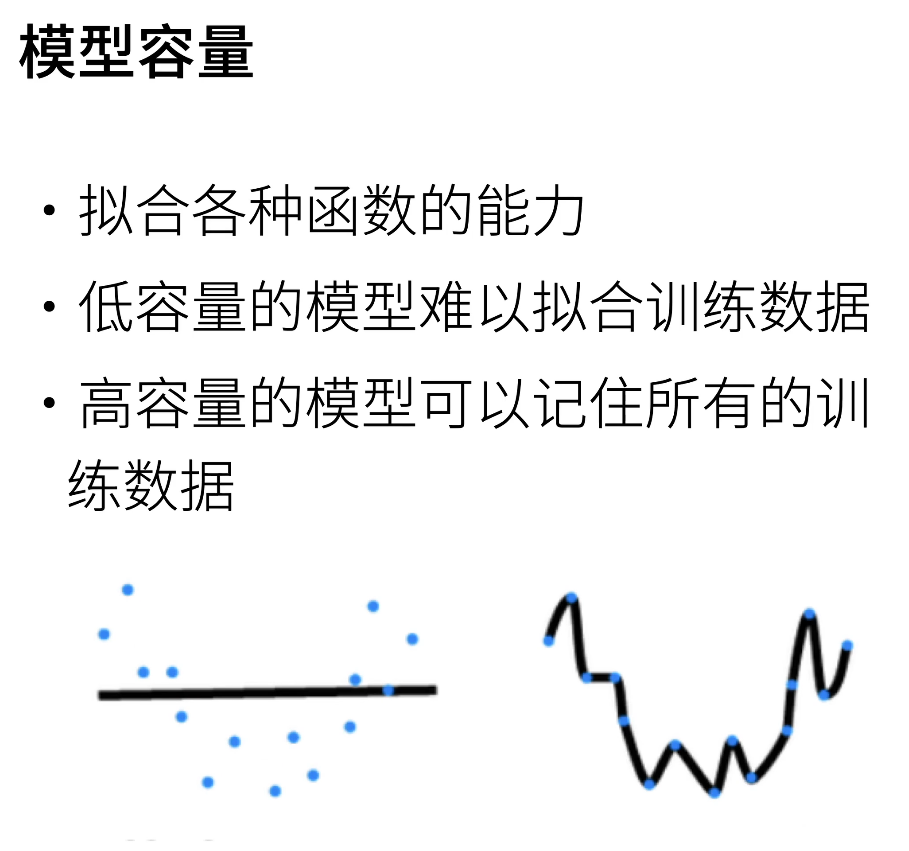 模型容量
• 拟合各种函数的能力
• 低容量的模型难以拟合训练数据
• 高容量的模型可以记住所有的训
练数据